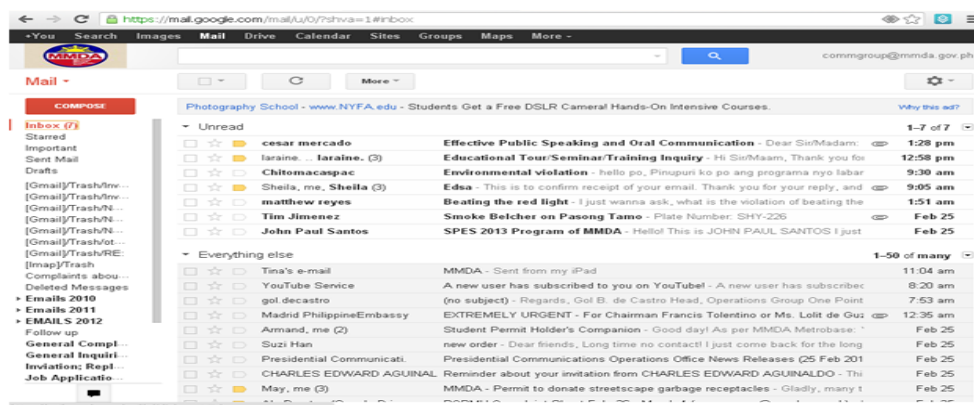 https://mail.google.com/mail/u/0/?shva=1#inbox
+You Search Images Mail Drive Calendar Sites Groups Maps More -
MMDA
commgroup@mmda.gov.ph
Mail
More
COMPOSE
Photography School - www.NYFA.edu - Students Get a Free DSLR Camera! Hands-On Intensive Courses. Why this ad?
Inbox (7)
Starred
Important
Sent Mail
Drafts
[Gmail]/Trash/Inv...
[Gmail]/Trash/Inv...
[Gmail]/Trash/N...
[Gmail]/Trash/N...
[Gmail]/Trash/N...
[Gmail]/Trash/ot...
[Gmail]/Trash/RE:
[Imap]/Trash
Complaints abou...
Deleted Messages
Emails 2010
Emails 2011
EMAILS 2012
Follow up
General Compl...
General Inquiri...
Inviation; Repl...
Job Applicatio...
Unread 1-7 of 7
cesar mercado Effective Public Speaking and Oral Communication - Dear Sir/Madam: 1:28 pm
laraine. .. laraine. (3) Educational Tour/Seminar/Training Inquiry - Hi Sir/Maam, Thank you for 12:58 pm
Chitomacaspac Environmental violation - hello po, Pinupuri ko po ang programa nyo labar 9:30 am
Sheila, me, Sheila (3) Edsa - This is to confirm receipt of your email. Thank you for your reply, and 9:05 am
matthew reyes Beating the red light - I just wanna ask, what is the violation of beating the 1:51 am
Tim Jimenez Smoke Belcher on Pasong Tamo - Plate Number: SHY-226 Feb 25
John Paul Santos SPES 2013 Program of MMDA - Hello! This is JOHN PAUL SANTOS I just Feb 25
Everything else 1-50 of many
Tina's e-mail MMDA - Sent from my iPad 11:04 am
YouTube Service A new user has subscribed to you on YouTube! - A new user has subscribed 8:20 am
gol.decastro (no subject) - Regards, Gol B. de Castro Head, Operations Group One Point 7:53 am
Madrid PhilippineEmbassy EXTREMELY URGENT - For Chairman Francis Tolentino or Ms. Lolit de Guz 12:35 am
Armand, me (2) Student Permit Holder's Companion - Good day! As per MMDA Metrobase: Feb 25
Suzi Han new order - Dear friends, Long time no contact! I just come back for the long Feb 25
Presidential Communicati. Presidential Communications Operations Office News Releases (25 Feb 201 Feb 25
CHARLES EDWARD AGUINAL Reminder about your invitation from CHARLES EDWARD AGUINALDO - Thi Feb 25
May, me (3) MMDA - Permit to donate streetscape garbage receptacles - Gladly, many t Feb 25